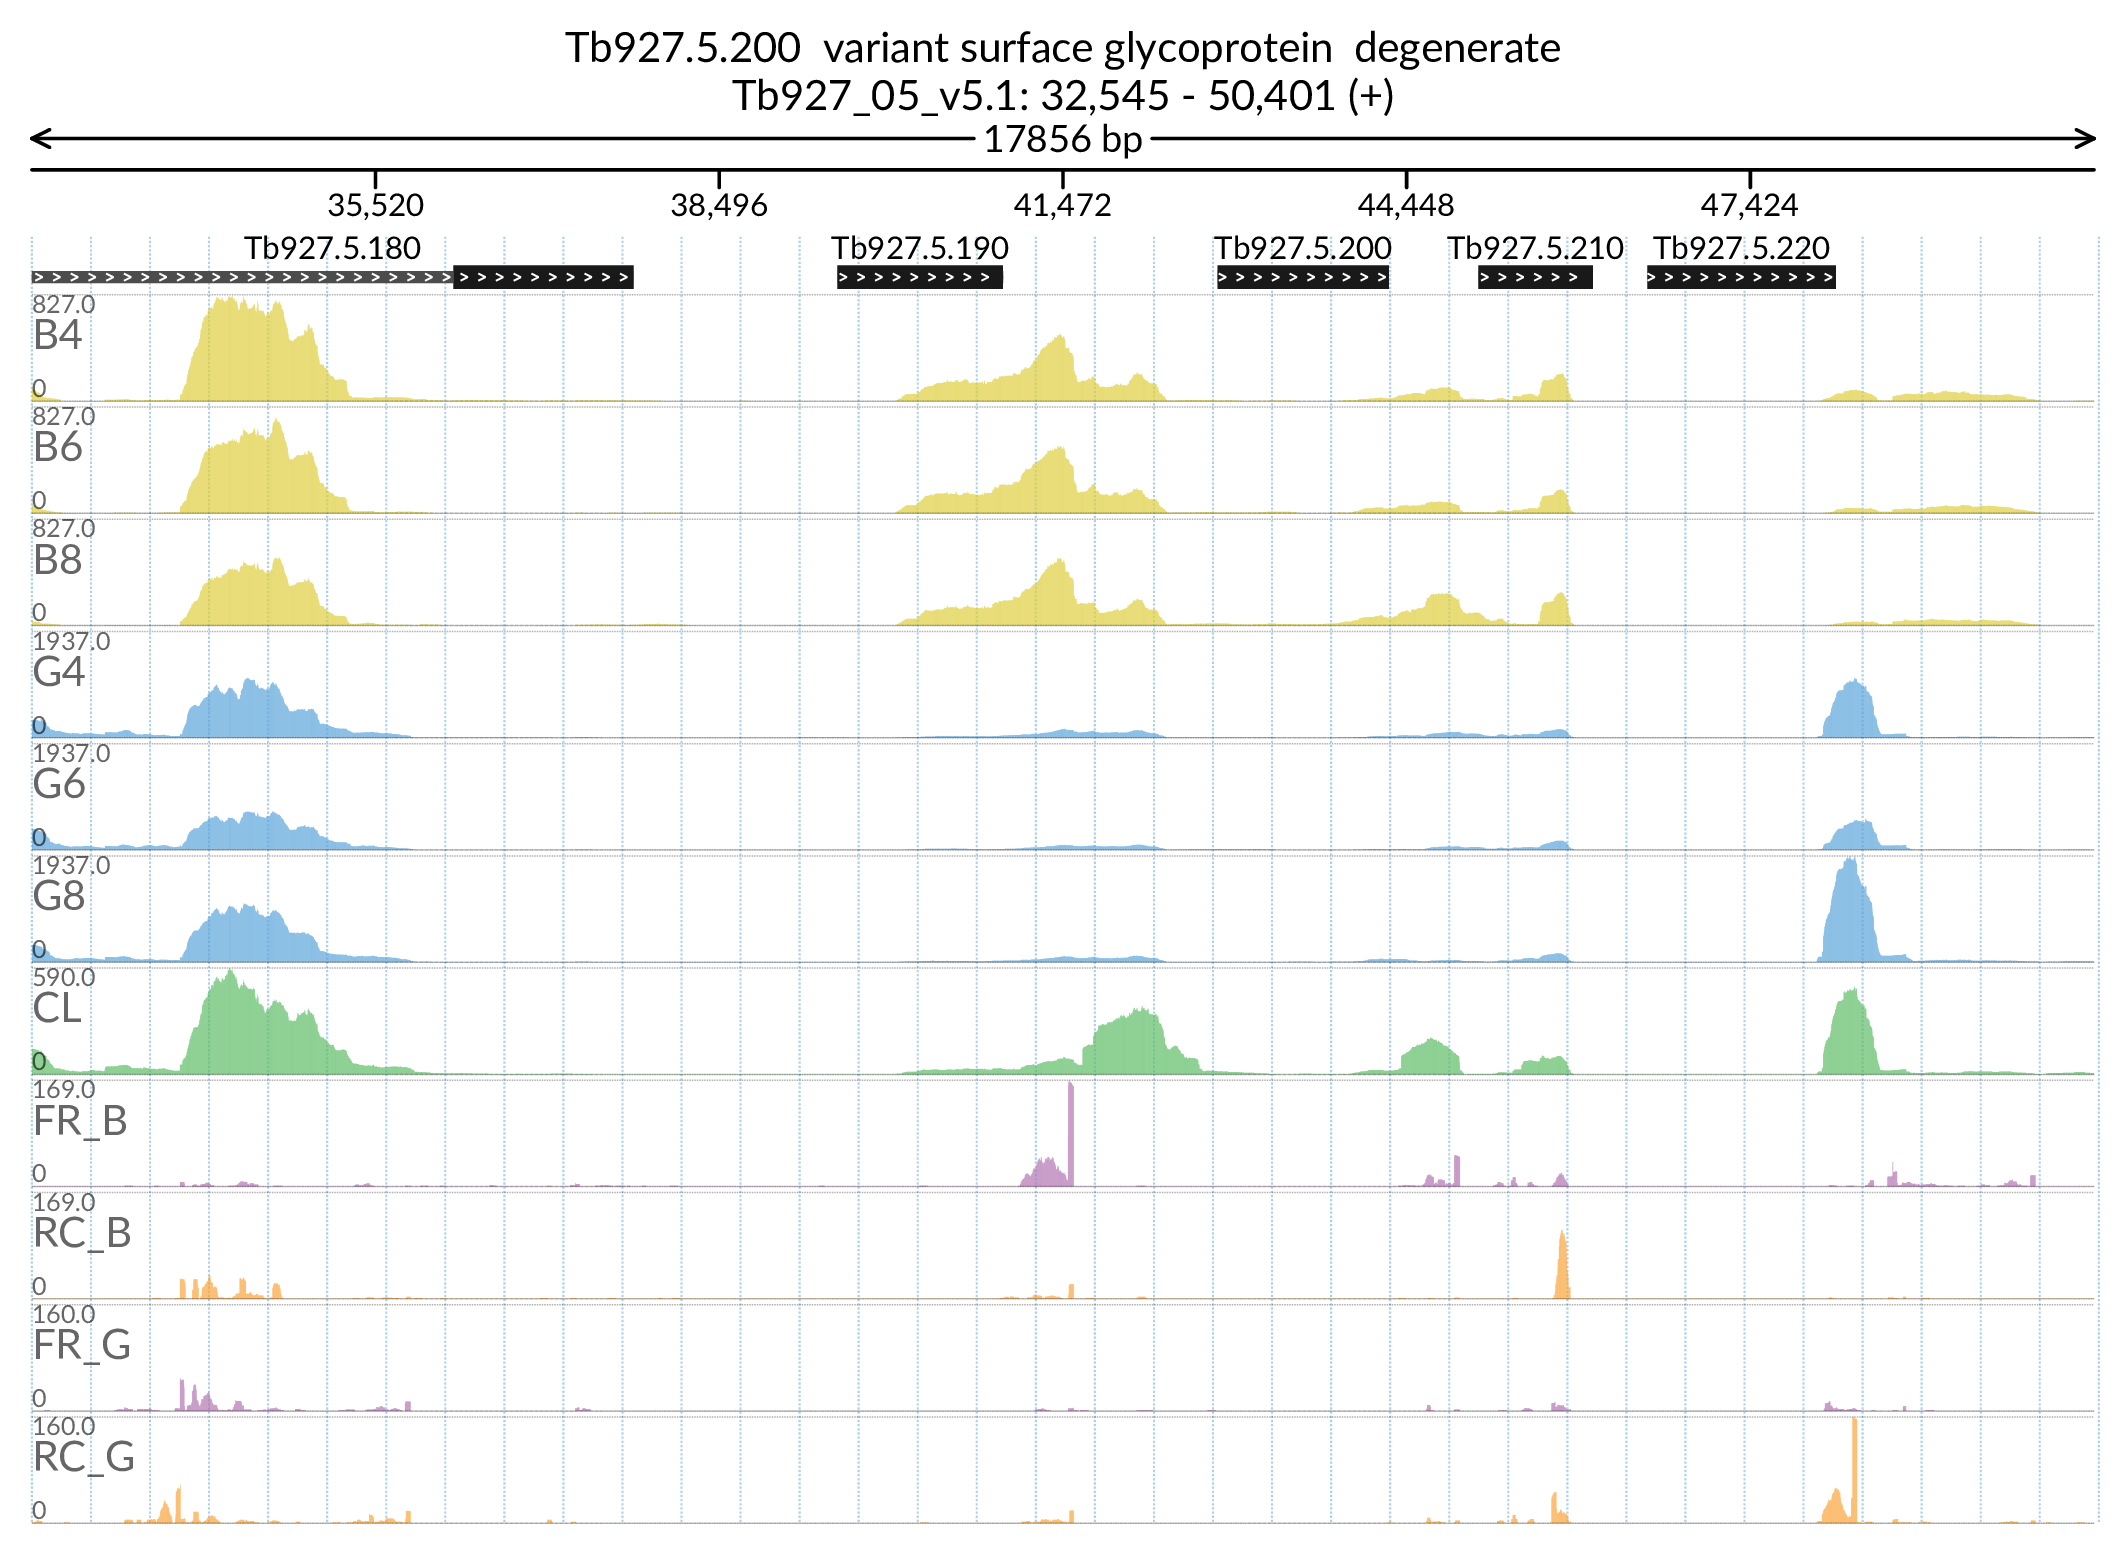 Tb927.5.200 variant surface glycoprotein degenerate
Tb927_05_v5.1: 32,545 - 50,401 (+)
17856 bp
35,520 38,496 41,472 44,448 47,424
Tb927.5.180 Tb927.5.190 Tb927.5.200 Tb927.5.210 Tb927.5.220
827.0
B4
0
827.0
B6
0
827.0
B8
0
1937.0
G4
0
1937.0
G6
0
1937.0
G8
0
590.0
CL
0
169.0
FR_B
0
169.0
RC_B
0
160.0
FR_G
0
160.0
RC_G
0